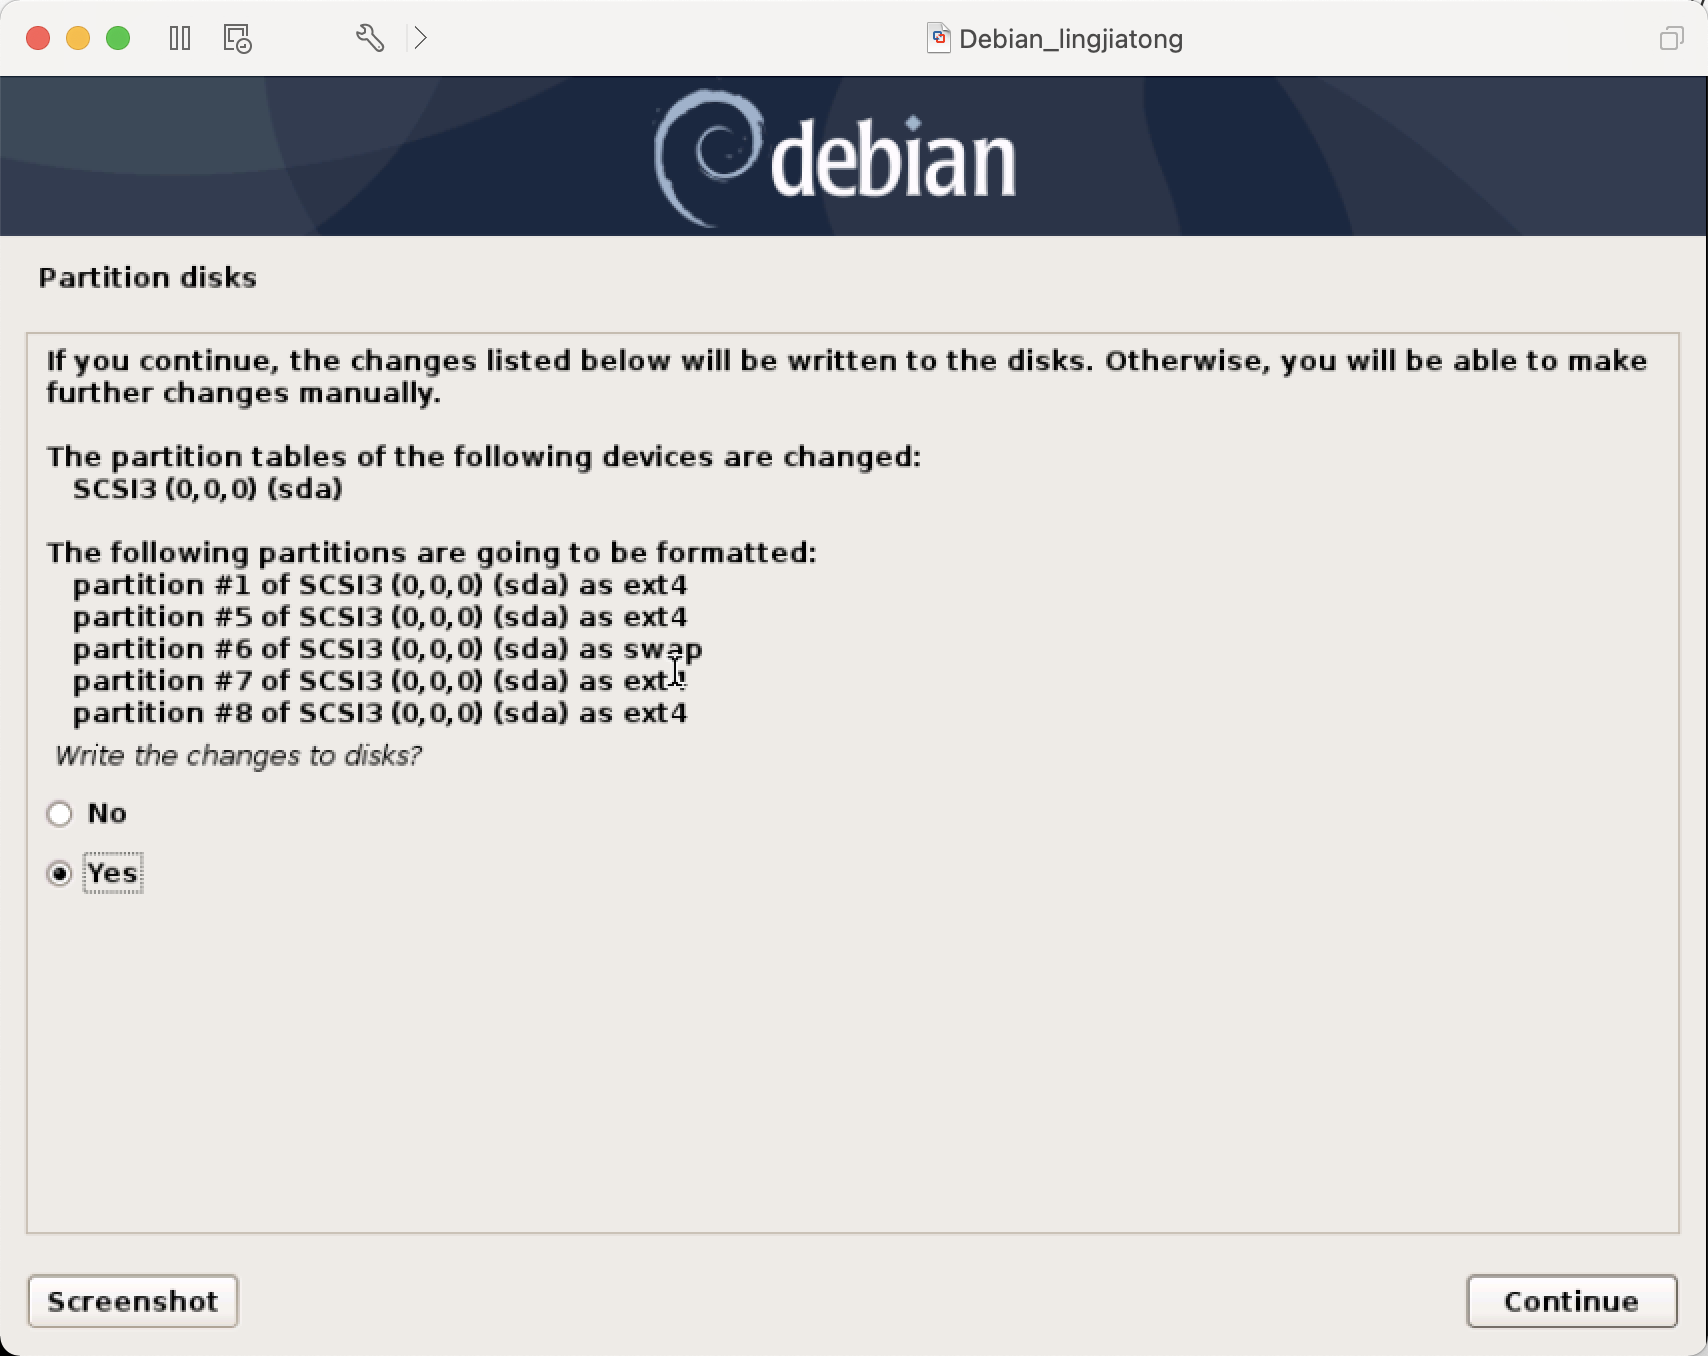 Debian_lingjiatong
debian
Partition disks
If you continue, the changes listed below will be written to the disks. Otherwise, you will be able to make
further changes manually.
The partition tables of the following devices are changed:
SCSI3 (0,0,0) (sda)
The following partitions are going to be formatted:
partition #1 of SCSI3 (0,0,0) (sda) as ext4
partition #5 of SCSI3 (0,0,0) (sda) as ext4
partition #6 of SCSI3 (0,0,0) (sda) as swap
partition #7 of SCSI3 (0,0,0) (sda) as ext4
partition #8 of SCSI3 (0,0,0) (sda) as ext4
Write the changes to disks?
No
Yes
Screenshot
Continue